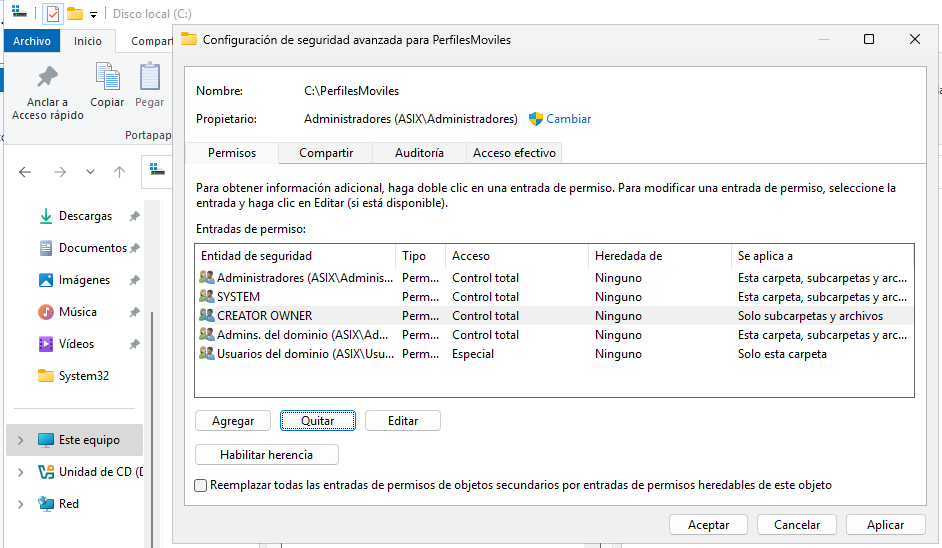 Disco local (C:)
Archivo
Inicio
Compart
Anclar a
Acceso rápido
Copiar
Pegar
Portapap
Descargas
Documentos
Imágenes
Música
Vídeos
System32
Este equipo
Unidad de CD (D
Red
Configuración de seguridad avanzada para PerfilesMoviles
Nombre: C:\PerfilesMoviles
Propietario: Administradores (ASIX\Administradores) Cambiar
Permisos Compartir Auditoría Acceso efectivo
Para obtener información adicional, haga doble clic en una entrada de permiso. Para modificar una entrada de permiso, seleccione la
entrada y haga clic en Editar (si está disponible).
Entradas de permiso:
Entidad de seguridad Tipo Acceso Heredada de Se aplica a
Administradores (ASIX\Adminis... Perm... Control total Ninguno Esta carpeta, subcarpetas y arc...
SYSTEM Perm... Control total Ninguno Esta carpeta, subcarpetas y arc...
CREATOR OWNER Perm... Control total Ninguno Solo subcarpetas y archivos
Admins. del dominio (ASIX\Ad... Perm... Control total Ninguno Esta carpeta, subcarpetas y arc...
Usuarios del dominio (ASIX\Usu... Perm... Especial Ninguno Solo esta carpeta
Agregar Quitar Editar
Habilitar herencia
Reemplazar todas las entradas de permisos de objetos secundarios por entradas de permisos heredables de este objeto
Aceptar Cancelar Aplicar